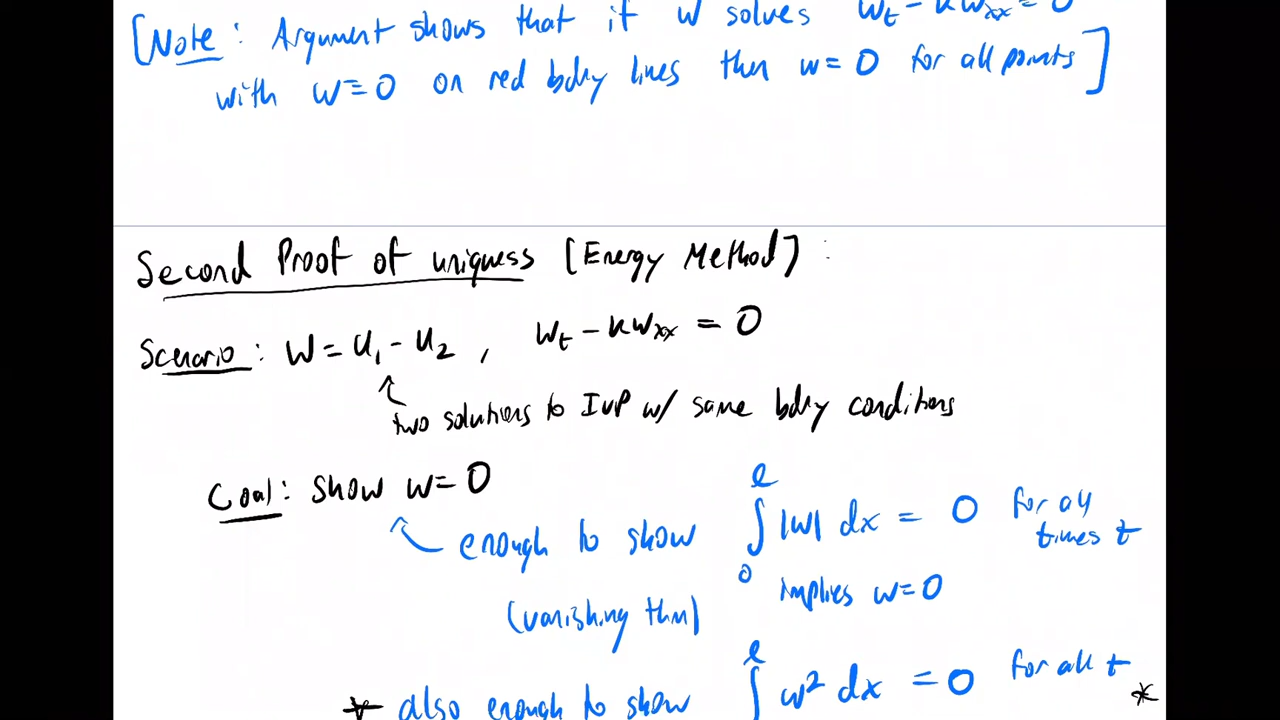 [Note: Argument shows that if w solves w_t - kw_xx = 0
with w≡0 on red bdry lines then w=0 for all points]
Second Proof of uniqness [Energy Method]:
Scenario: w = u_1 - u_2, w_t - kw_xx = 0
two solutions to IVP w/ same bdry conditions
Goal: show w=0
enough to show ∫_0^l |w| dx = 0 for all times t
(vanishing thm) implies w=0
* also enough to show ∫^l w² dx = 0 for all t *